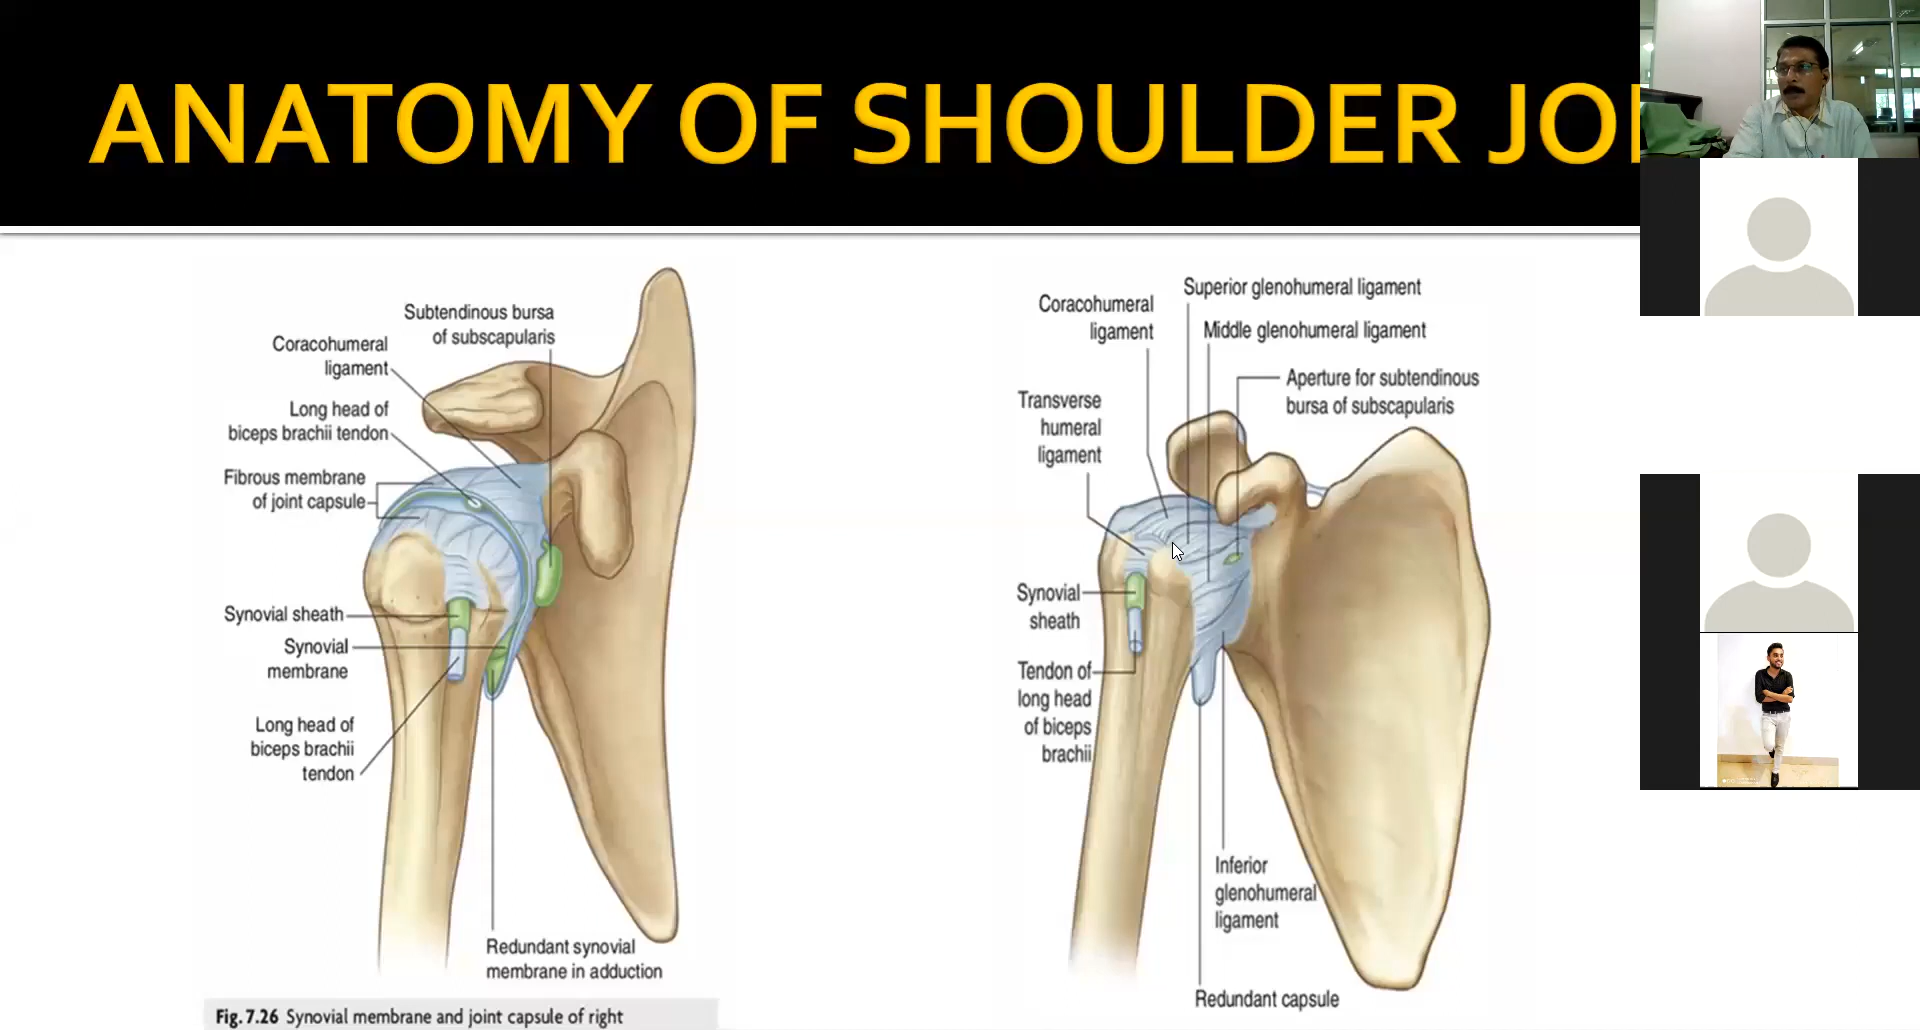 ANATOMY OF SHOULDER JO
Subtendinous bursa
of subscapularis
Coracohumeral
ligament
Long head of
biceps brachii tendon
Fibrous membrane
of joint capsule
Synovial sheath
Synovial
membrane
Long head of
biceps brachii
tendon
Redundant synovial
membrane in adduction
Fig. 7.26 Synovial membrane and joint capsule of right
Superior glenohumeral ligament
Coracohumeral
ligament
Middle glenohumeral ligament
Aperture for subtendinous
bursa of subscapularis
Transverse
humeral
ligament
Synovial
sheath
Tendon of
long head
of biceps
brachii
Inferior
glenohumeral
ligament
Redundant capsule